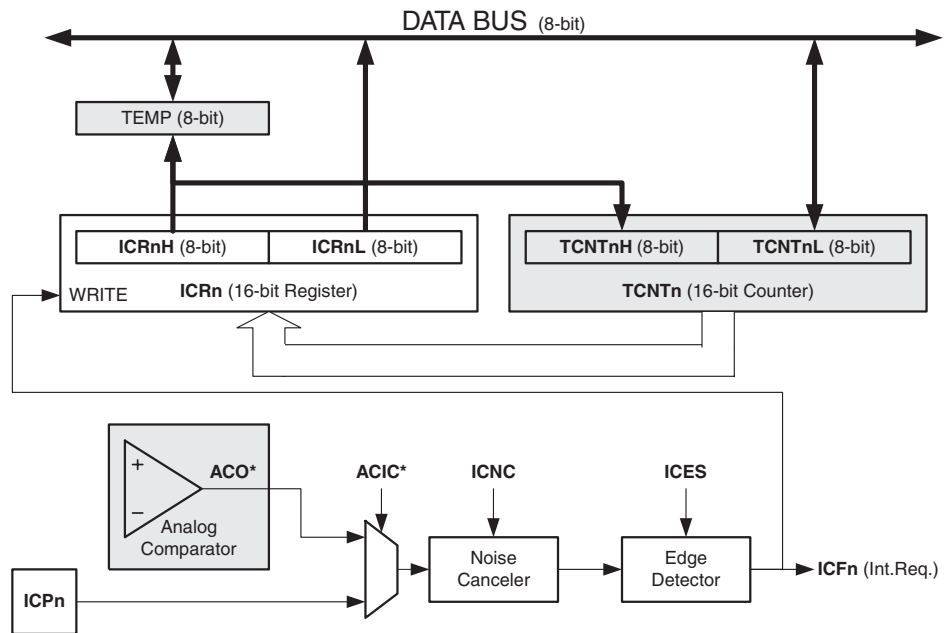 DATA BUS (8-bit)
TEMP (8-bit)
ICRnH (8-bit)
ICRnL (8-bit)
TCNTnH (8-bit)
TCNTnL (8-bit)
WRITE
ICRn (16-bit Register)
TCNTn (16-bit Counter)
+
−
ACO*
Analog
Comparator
ACIC*
ICNC
ICES
Noise
Canceler
Edge
Detector
ICFn (Int.Req.)
ICPn